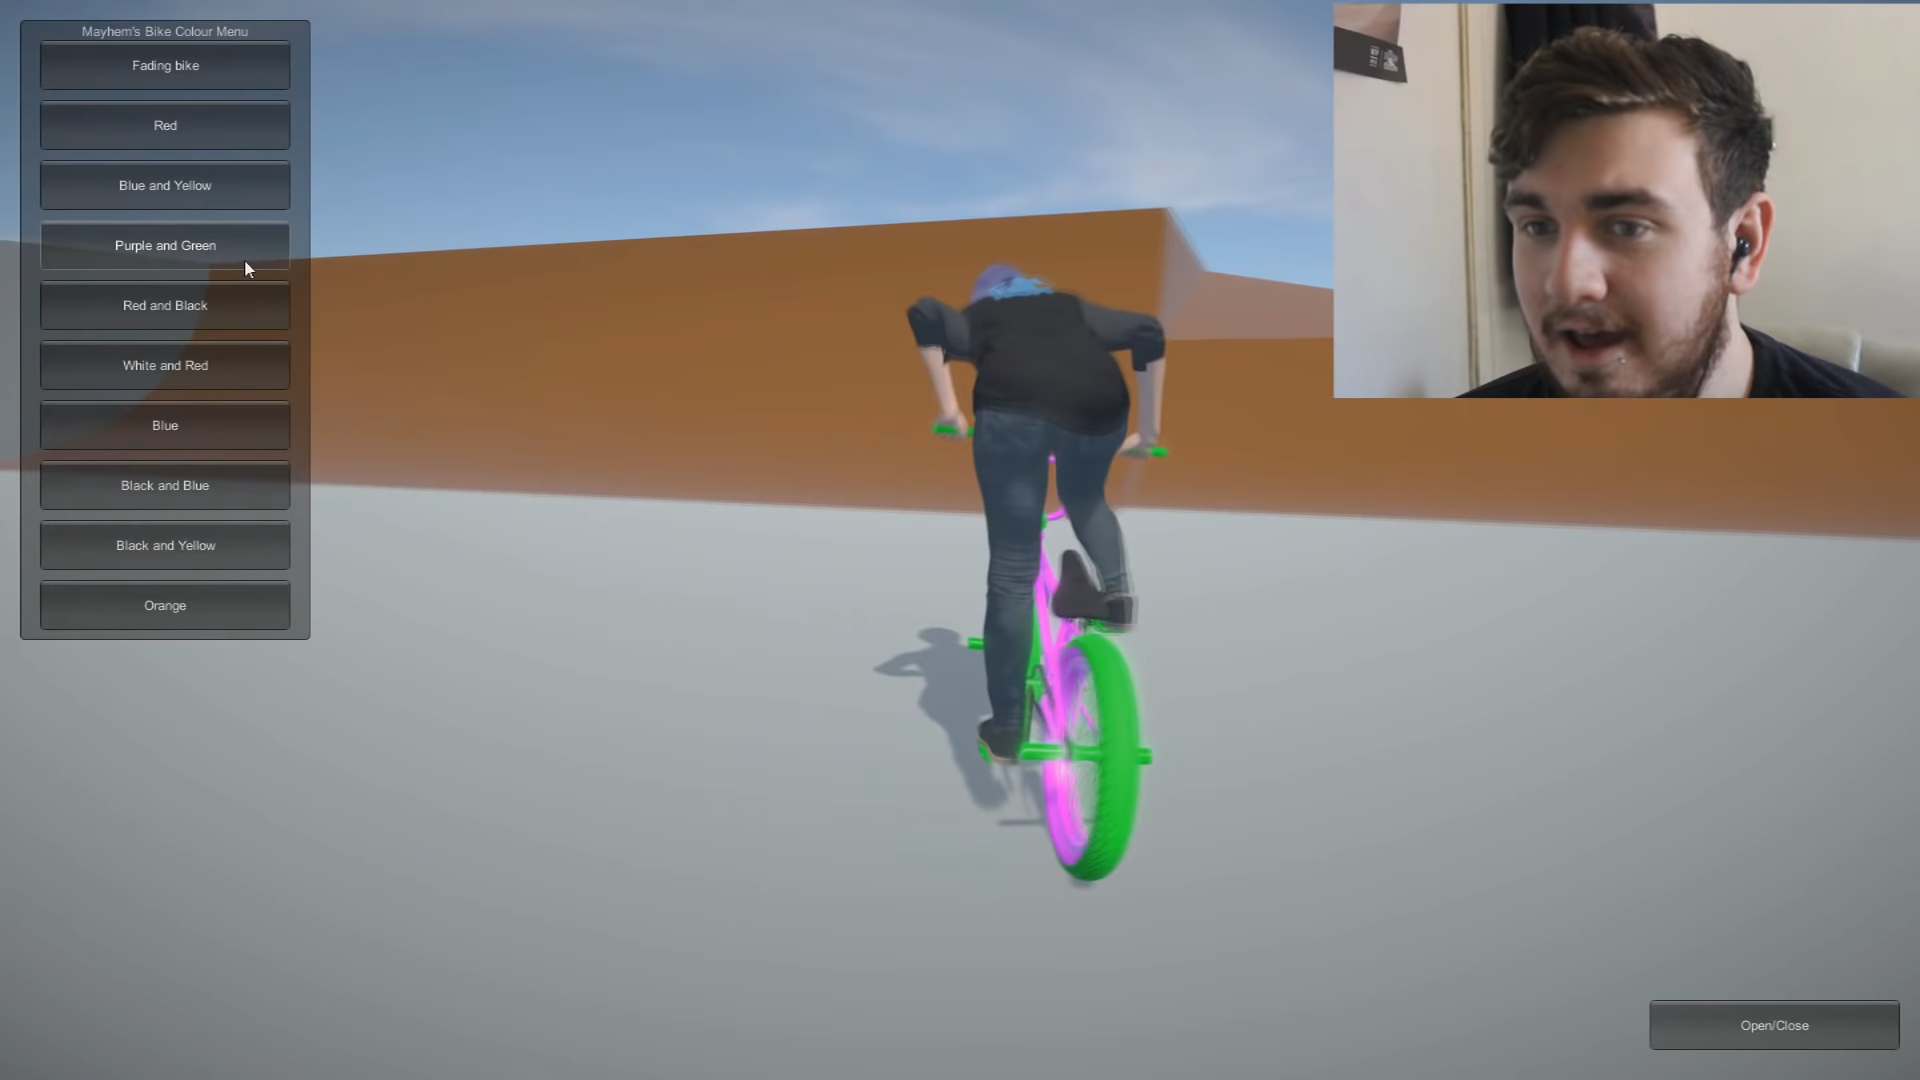 Mayhem's Bike Colour Menu
Fading bike
Red
Blue and Yellow
Purple and Green
Red and Black
White and Red
Blue
Black and Blue
Black and Yellow
Orange
Open/Close